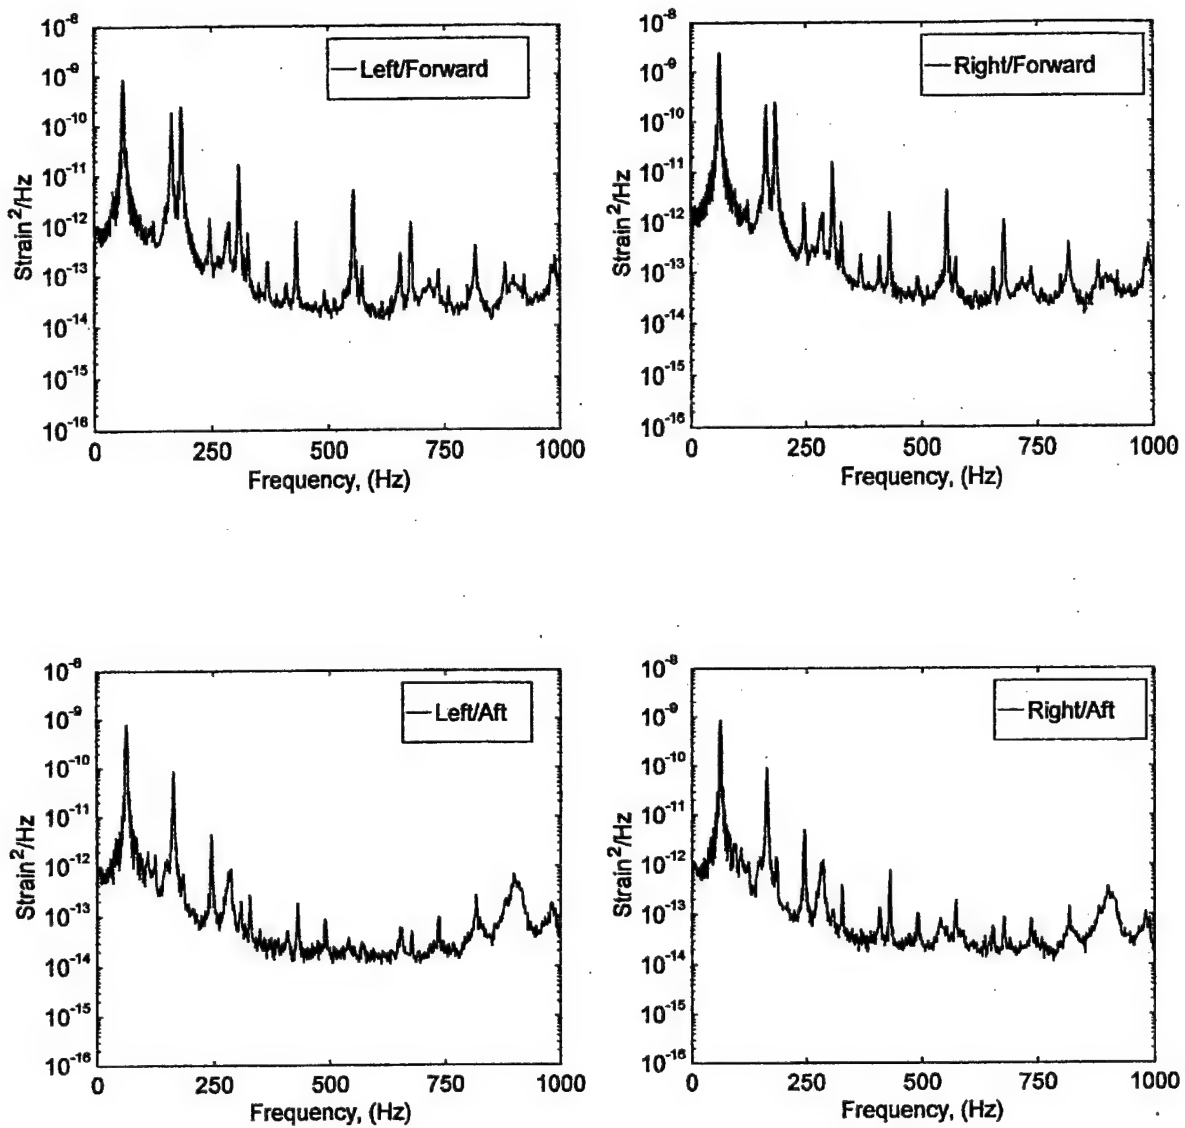 Left/Forward
Strain²/Hz
10⁻⁸
10⁻⁹
10⁻¹⁰
10⁻¹¹
10⁻¹²
10⁻¹³
10⁻¹⁴
10⁻¹⁵
10⁻¹⁶
0 250 500 750 1000
Frequency, (Hz)
Right/Forward
Strain²/Hz
10⁻⁸
10⁻⁹
10⁻¹⁰
10⁻¹¹
10⁻¹²
10⁻¹³
10⁻¹⁴
10⁻¹⁵
10⁻¹⁶
0 250 500 750 1000
Frequency, (Hz)
Left/Aft
Strain²/Hz
10⁻⁸
10⁻⁹
10⁻¹⁰
10⁻¹¹
10⁻¹²
10⁻¹³
10⁻¹⁴
10⁻¹⁵
10⁻¹⁶
0 250 500 750 1000
Frequency, (Hz)
Right/Aft
Strain²/Hz
10⁻⁸
10⁻⁹
10⁻¹⁰
10⁻¹¹
10⁻¹²
10⁻¹³
10⁻¹⁴
10⁻¹⁵
10⁻¹⁶
0 250 500 750 1000
Frequency, (Hz)